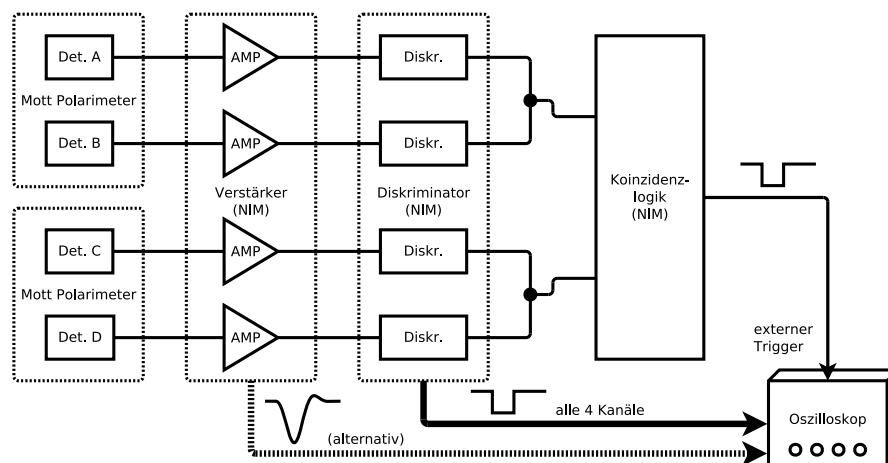 Det. A
AMP
Diskr.
Mott Polarimeter
Det. B
AMP
Diskr.
Verstärker
(NIM)
Diskriminator
(NIM)
Koinzidenz-
logik
(NIM)
Det. C
AMP
Diskr.
Mott Polarimeter
Det. D
AMP
Diskr.
externer
Trigger
alle 4 Kanäle
(alternativ)
Oszilloskop